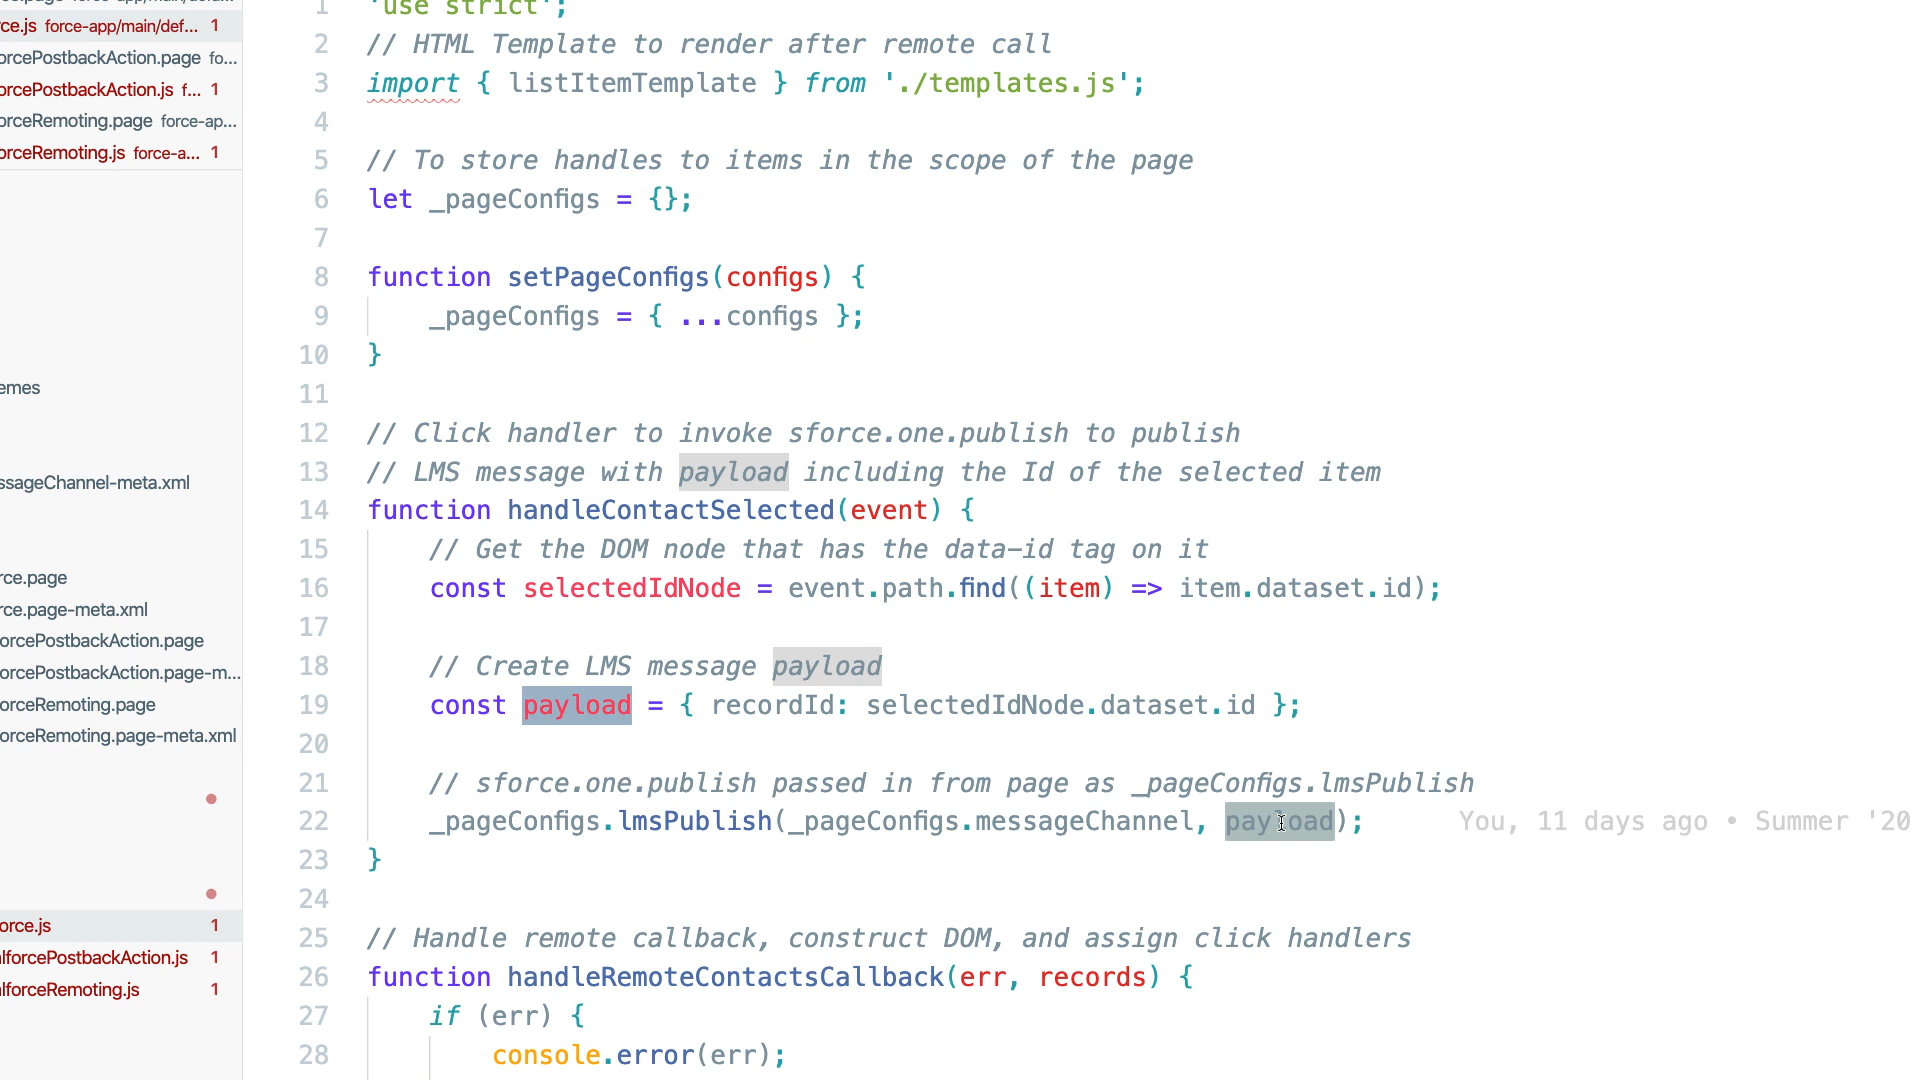 ce.js force-app/main/def... 1
orcePostbackAction.page fo...
orcePostbackAction.js f... 1
orceRemoting.page force-ap...
orceRemoting.js force-a... 1
emes
ssageChannel-meta.xml
rce.page
rce.page-meta.xml
orcePostbackAction.page
orcePostbackAction.page-m...
orceRemoting.page
orceRemoting.page-meta.xml
orce.js 1
lforcePostbackAction.js 1
lforceRemoting.js 1
1 'use strict';
2 // HTML Template to render after remote call
3 import { listItemTemplate } from './templates.js';
4
5 // To store handles to items in the scope of the page
6 let _pageConfigs = {};
7
8 function setPageConfigs(configs) {
9 _pageConfigs = { ...configs };
10 }
11
12 // Click handler to invoke sforce.one.publish to publish
13 // LMS message with payload including the Id of the selected item
14 function handleContactSelected(event) {
15 // Get the DOM node that has the data-id tag on it
16 const selectedIdNode = event.path.find((item) => item.dataset.id);
17
18 // Create LMS message payload
19 const payload = { recordId: selectedIdNode.dataset.id };
20
21 // sforce.one.publish passed in from page as _pageConfigs.lmsPublish
22 _pageConfigs.lmsPublish(_pageConfigs.messageChannel, payload); You, 11 days ago • Summer '20
23 }
24
25 // Handle remote callback, construct DOM, and assign click handlers
26 function handleRemoteContactsCallback(err, records) {
27 if (err) {
28 console.error(err);